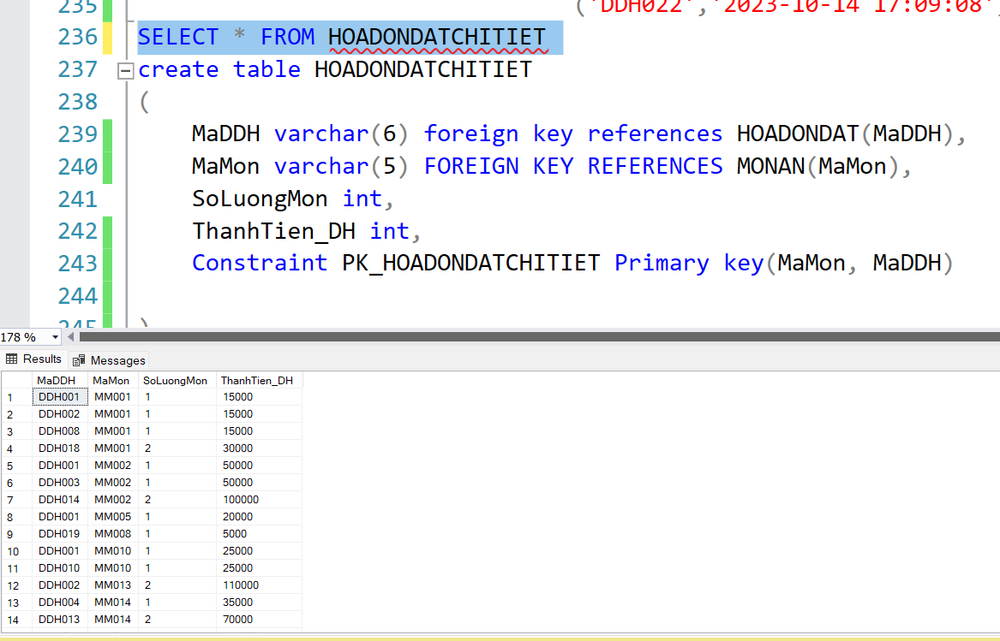 235 ('DDH022','2023-10-14 17:09:08'
236 SELECT * FROM HOADONDATCHITIET
237 create table HOADONDATCHITIET
238 (
239 MaDDH varchar(6) foreign key references HOADONDAT(MaDDH),
240 MaMon varchar(5) FOREIGN KEY REFERENCES MONAN(MaMon),
241 SoLuongMon int,
242 ThanhTien_DH int,
243 Constraint PK_HOADONDATCHITIET Primary key(MaMon, MaDDH)
244
245 )
178 %
Results Messages
MaDDH MaMon SoLuongMon ThanhTien_DH
1 DDH001 MM001 1 15000
2 DDH002 MM001 1 15000
3 DDH008 MM001 1 15000
4 DDH018 MM001 2 30000
5 DDH001 MM002 1 50000
6 DDH003 MM002 1 50000
7 DDH014 MM002 2 100000
8 DDH001 MM005 1 20000
9 DDH019 MM008 1 5000
10 DDH001 MM010 1 25000
11 DDH010 MM010 1 25000
12 DDH002 MM013 2 110000
13 DDH004 MM014 1 35000
14 DDH013 MM014 2 70000